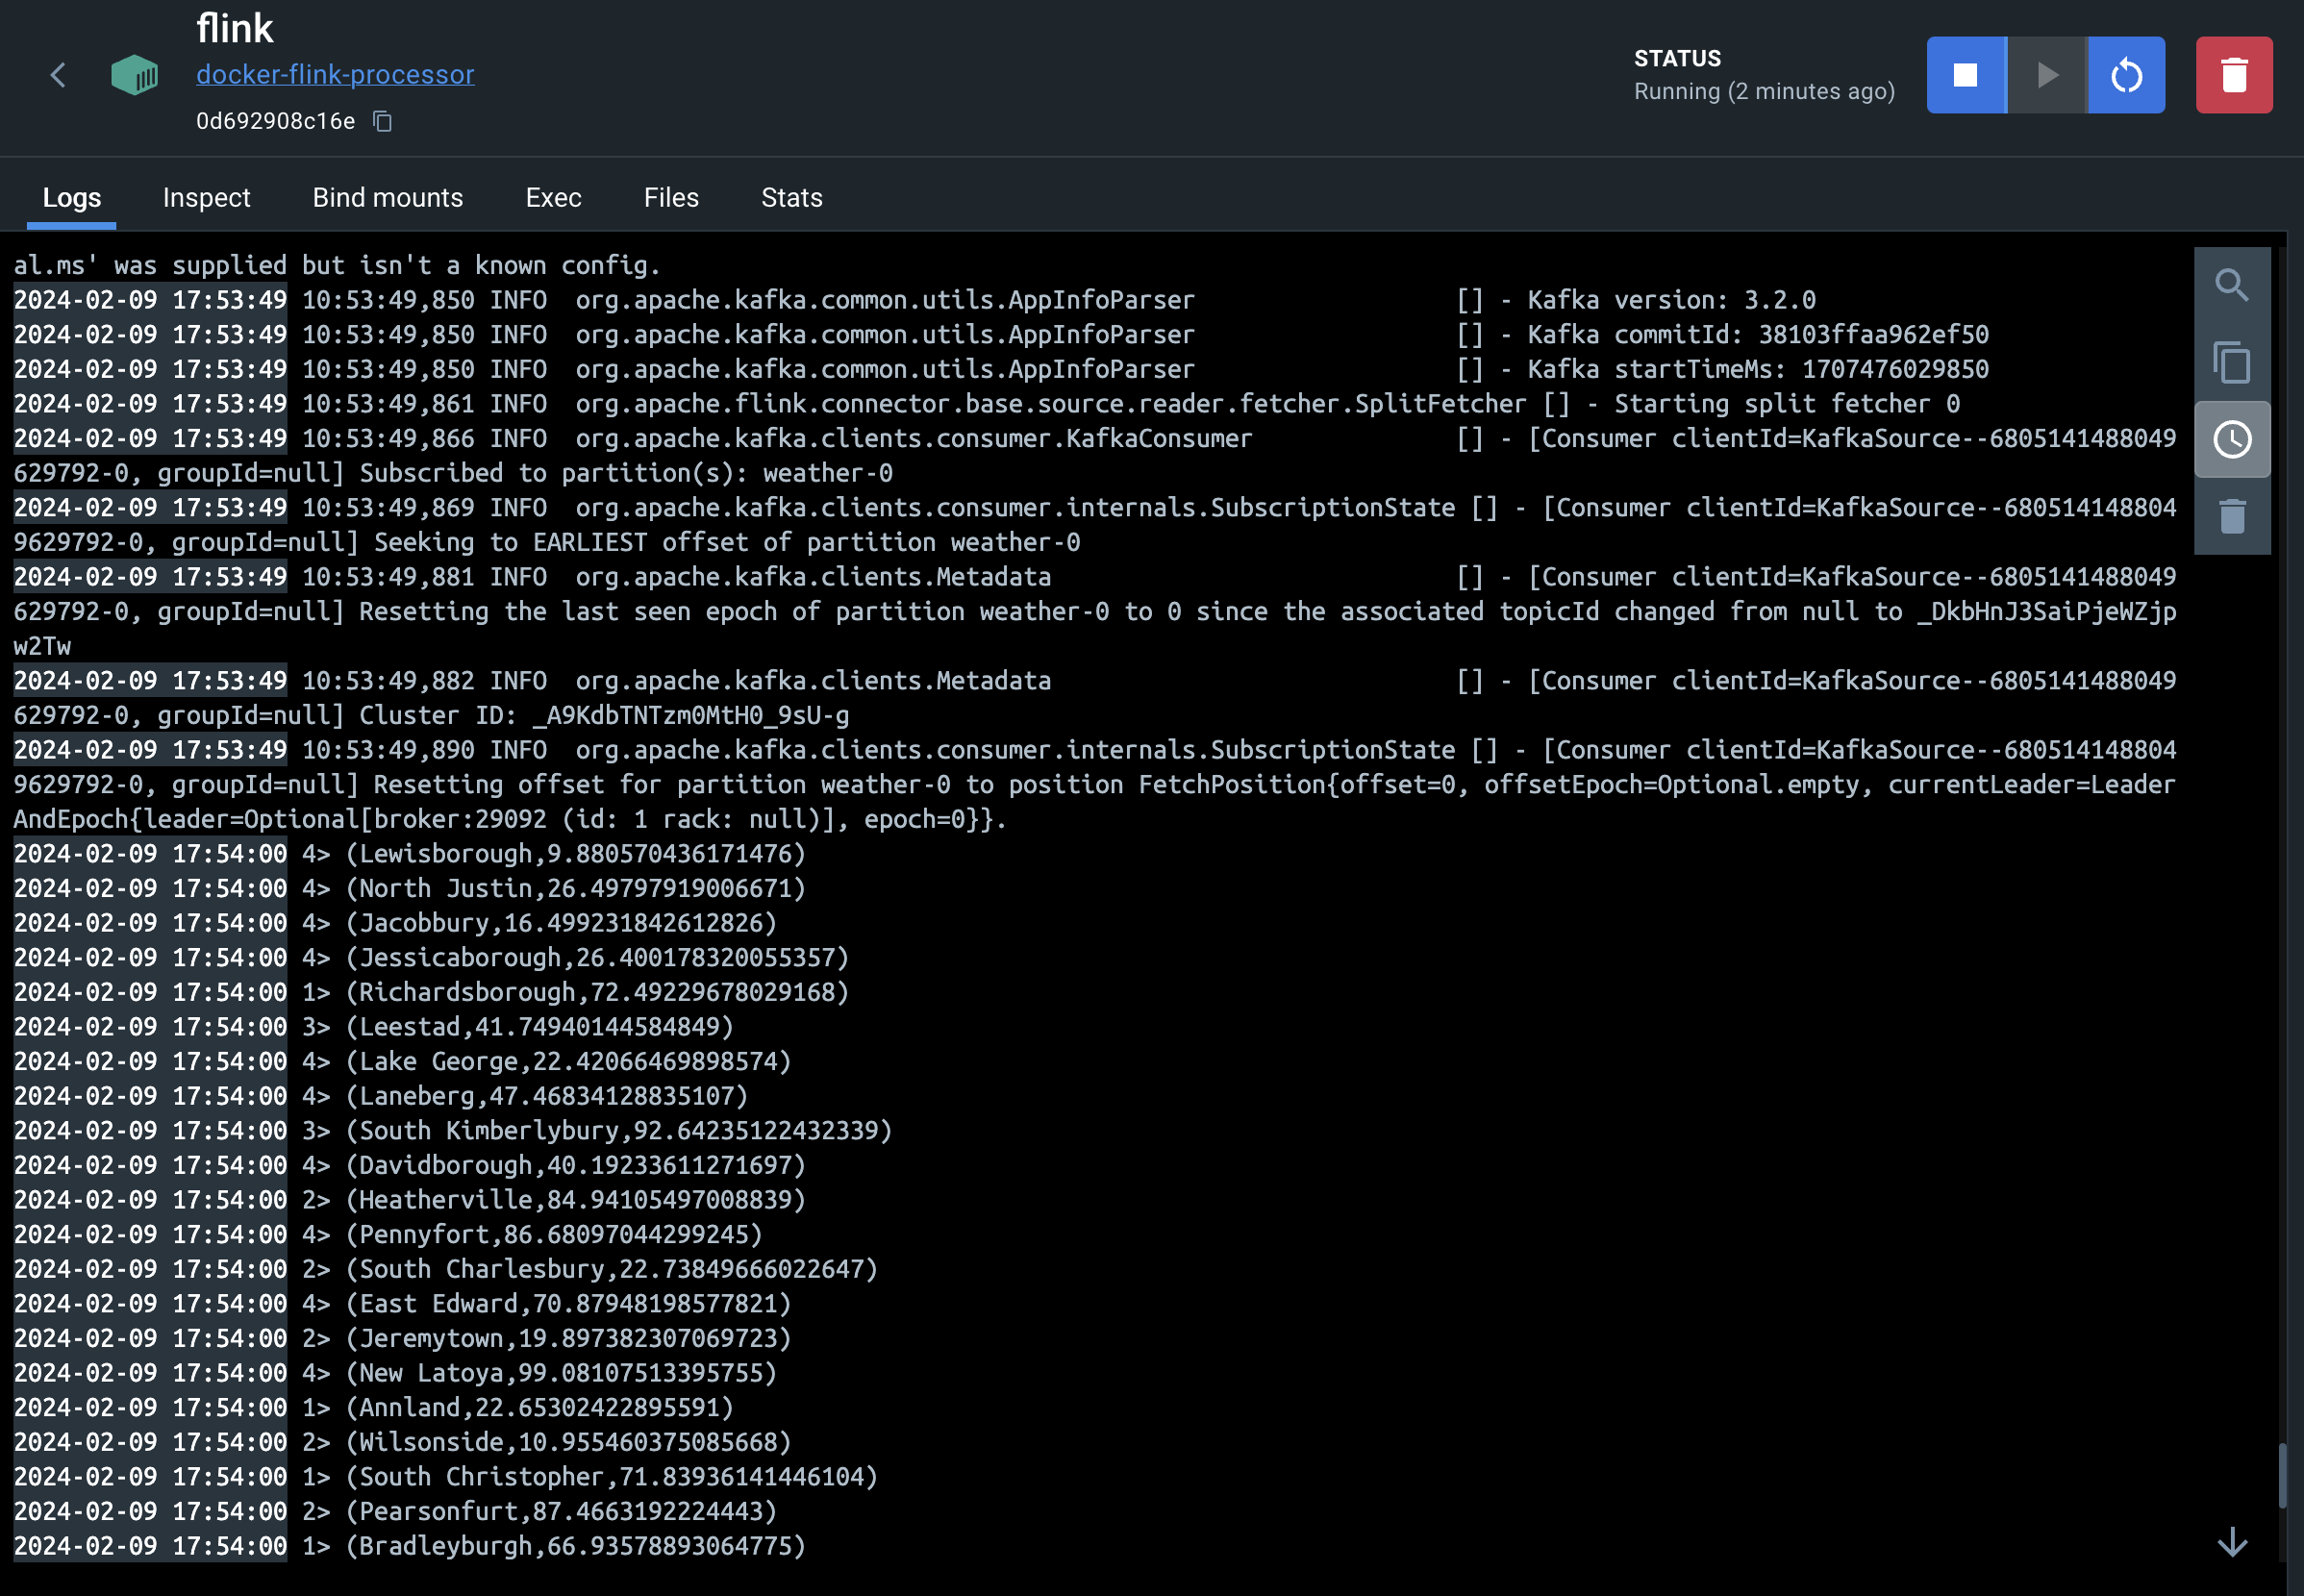 flink
docker-flink-processor
0d692908c16e
STATUS
Running (2 minutes ago)
Logs Inspect Bind mounts Exec Files Stats
al.ms' was supplied but isn't a known config.
2024-02-09 17:53:49 10:53:49,850 INFO  org.apache.kafka.common.utils.AppInfoParser                  [] - Kafka version: 3.2.0
2024-02-09 17:53:49 10:53:49,850 INFO  org.apache.kafka.common.utils.AppInfoParser                  [] - Kafka commitId: 38103ffaa962ef50
2024-02-09 17:53:49 10:53:49,850 INFO  org.apache.kafka.common.utils.AppInfoParser                  [] - Kafka startTimeMs: 1707476029850
2024-02-09 17:53:49 10:53:49,861 INFO  org.apache.flink.connector.base.source.reader.fetcher.SplitFetcher [] - Starting split fetcher 0
2024-02-09 17:53:49 10:53:49,866 INFO  org.apache.kafka.clients.consumer.KafkaConsumer              [] - [Consumer clientId=KafkaSource--6805141488049
629792-0, groupId=null] Subscribed to partition(s): weather-0
2024-02-09 17:53:49 10:53:49,869 INFO  org.apache.kafka.clients.consumer.internals.SubscriptionState [] - [Consumer clientId=KafkaSource--680514148804
9629792-0, groupId=null] Seeking to EARLIEST offset of partition weather-0
2024-02-09 17:53:49 10:53:49,881 INFO  org.apache.kafka.clients.Metadata                            [] - [Consumer clientId=KafkaSource--6805141488049
629792-0, groupId=null] Resetting the last seen epoch of partition weather-0 to 0 since the associated topicId changed from null to _DkbHnJ3SaiPjeWZjp
w2Tw
2024-02-09 17:53:49 10:53:49,882 INFO  org.apache.kafka.clients.Metadata                            [] - [Consumer clientId=KafkaSource--6805141488049
629792-0, groupId=null] Cluster ID: _A9KdbTNTzm0MtH0_9sU-g
2024-02-09 17:53:49 10:53:49,890 INFO  org.apache.kafka.clients.consumer.internals.SubscriptionState [] - [Consumer clientId=KafkaSource--680514148804
9629792-0, groupId=null] Resetting offset for partition weather-0 to position FetchPosition{offset=0, offsetEpoch=Optional.empty, currentLeader=Leader
AndEpoch{leader=Optional[broker:29092 (id: 1 rack: null)], epoch=0}}.
2024-02-09 17:54:00 4> (Lewisborough,9.880570436171476)
2024-02-09 17:54:00 4> (North Justin,26.49797919006671)
2024-02-09 17:54:00 4> (Jacobbury,16.499231842612826)
2024-02-09 17:54:00 4> (Jessicaborough,26.400178320055357)
2024-02-09 17:54:00 1> (Richardsborough,72.49229678029168)
2024-02-09 17:54:00 3> (Leestad,41.74940144584849)
2024-02-09 17:54:00 4> (Lake George,22.42066469898574)
2024-02-09 17:54:00 4> (Laneberg,47.46834128835107)
2024-02-09 17:54:00 3> (South Kimberlybury,92.64235122432339)
2024-02-09 17:54:00 4> (Davidborough,40.19233611271697)
2024-02-09 17:54:00 2> (Heatherville,84.94105497008839)
2024-02-09 17:54:00 4> (Pennyfort,86.68097044299245)
2024-02-09 17:54:00 2> (South Charlesbury,22.73849666022647)
2024-02-09 17:54:00 4> (East Edward,70.87948198577821)
2024-02-09 17:54:00 2> (Jeremytown,19.897382307069723)
2024-02-09 17:54:00 4> (New Latoya,99.08107513395755)
2024-02-09 17:54:00 1> (Annland,22.65302422895591)
2024-02-09 17:54:00 2> (Wilsonside,10.955460375085668)
2024-02-09 17:54:00 1> (South Christopher,71.83936141446104)
2024-02-09 17:54:00 2> (Pearsonfurt,87.4663192224443)
2024-02-09 17:54:00 1> (Bradleyburgh,66.93578893064775)